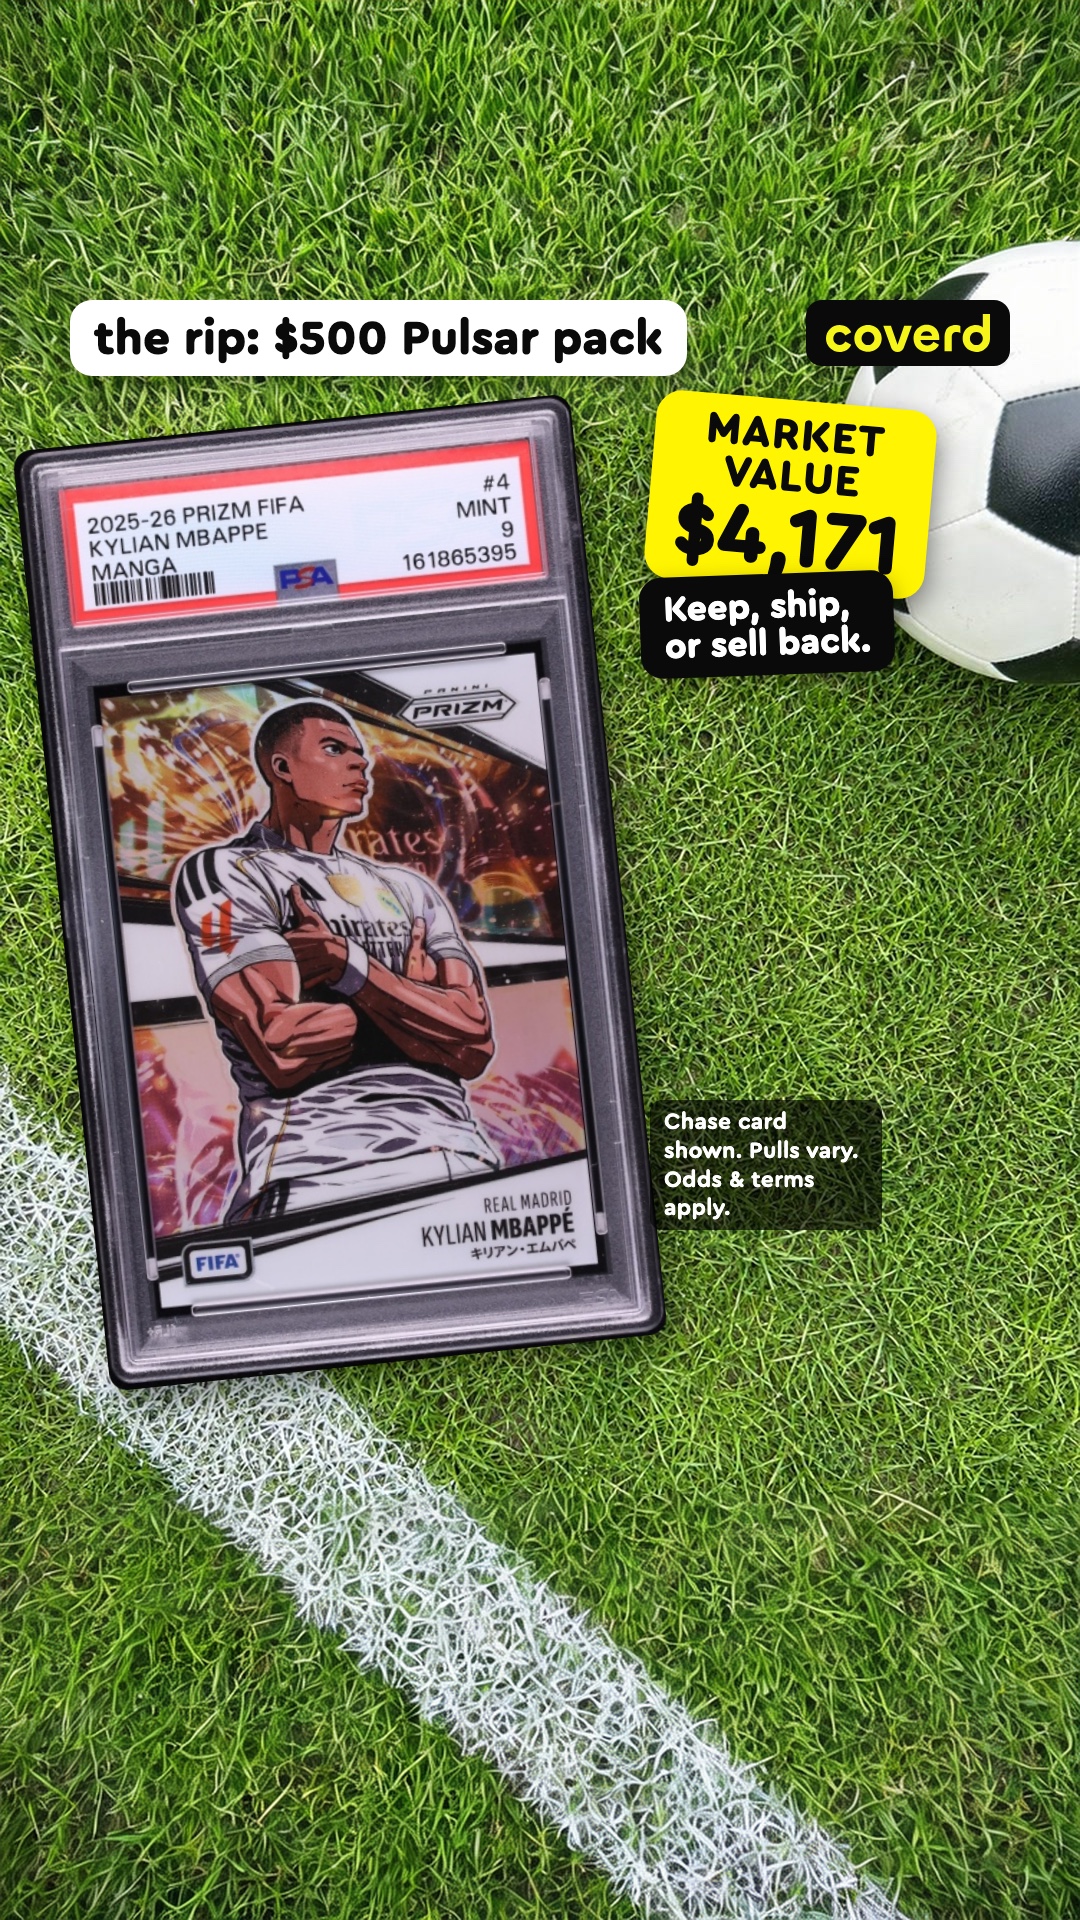 the rip: $500 Pulsar pack
coverd
MARKET
VALUE
$4,171
Keep, ship,
or sell back.
2025-26 PRIZM FIFA
KYLIAN MBAPPE
MANGA
#4
MINT
9
161865395
PSA
PANINI
PRIZM
REAL MADRID
KYLIAN MBAPPÉ
キリアン・エムバペ
FIFA
Chase card
shown. Pulls vary.
Odds & terms
apply.